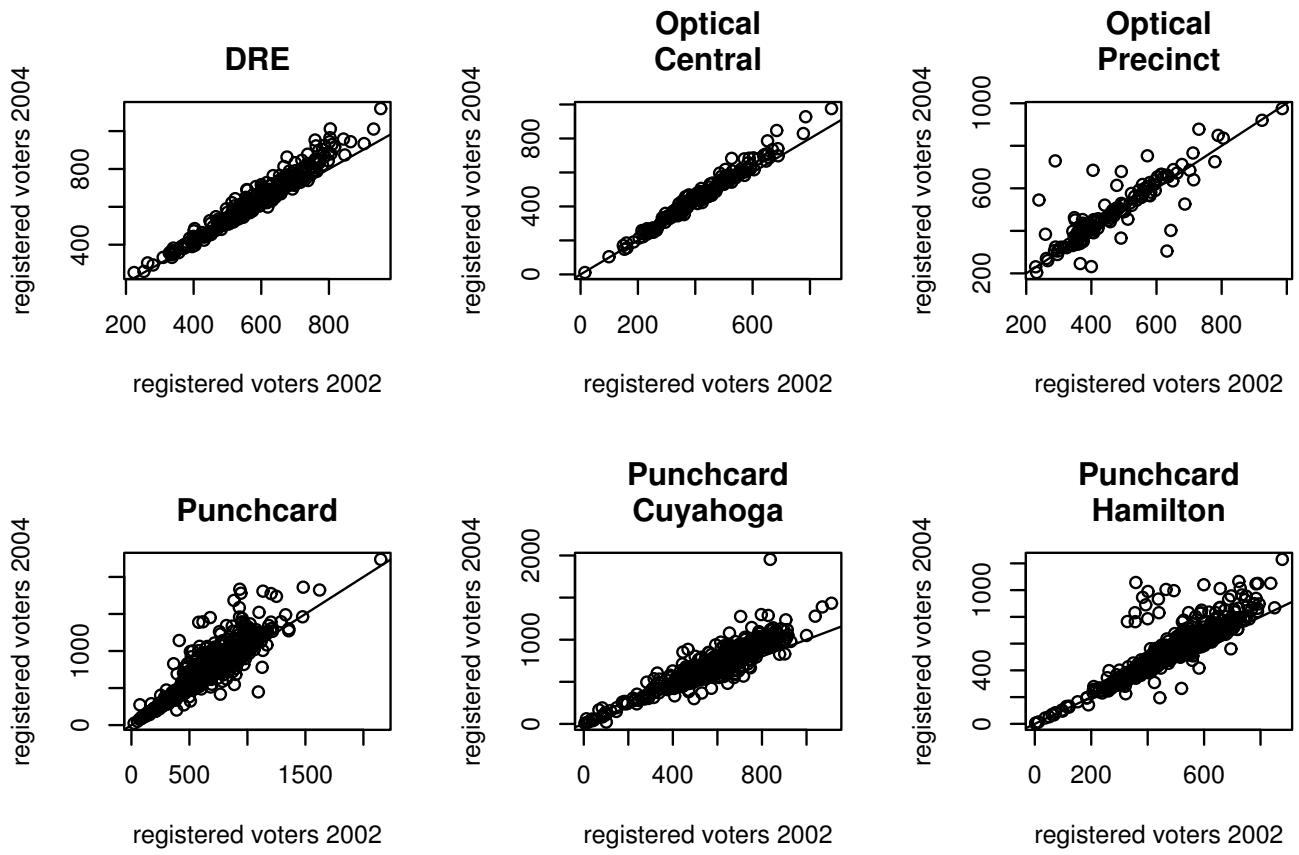 DRE
registered voters 2004
400
800
200
400
600
800
registered voters 2002
Optical
Central
registered voters 2004
0
400
800
0
200
600
registered voters 2002
Optical
Precinct
registered voters 2004
200
600
1000
200
400
600
800
registered voters 2002
Punchcard
registered voters 2004
0
1000
0
500
1500
registered voters 2002
Punchcard
Cuyahoga
registered voters 2004
0
1000
2000
0
400
800
registered voters 2002
Punchcard
Hamilton
registered voters 2004
0
400
1000
0
200
600
registered voters 2002